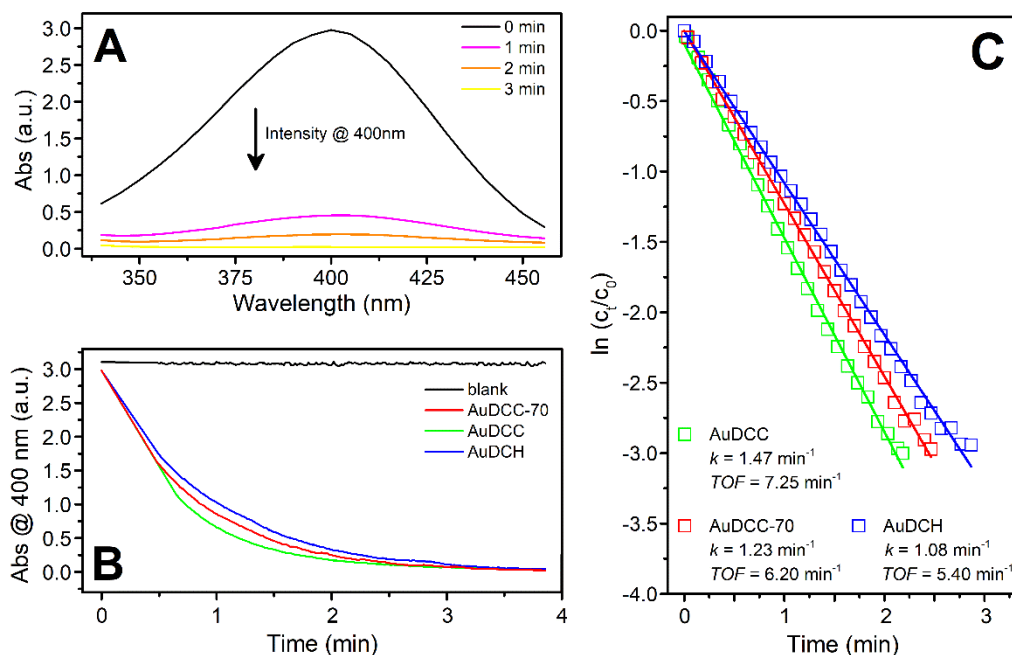 A
3.0
2.5
2.0
1.5
1.0
0.5
0.0
Abs (a.u.)
0 min
1 min
2 min
3 min
Intensity @ 400nm
350
375
400
425
450
Wavelength (nm)
B
3.0
2.5
2.0
1.5
1.0
0.5
0.0
Abs @ 400 nm (a.u.)
blank
AuDCC-70
AuDCC
AuDCH
0
1
2
3
4
Time (min)
C
0.0
-0.5
-1.0
-1.5
-2.0
-2.5
-3.0
-3.5
-4.0
ln (ct/c0)
AuDCC
k = 1.47 min-1
TOF = 7.25 min-1
AuDCC-70
k = 1.23 min-1
TOF = 6.20 min-1
AuDCH
k = 1.08 min-1
TOF = 5.40 min-1
0
1
2
3
Time (min)